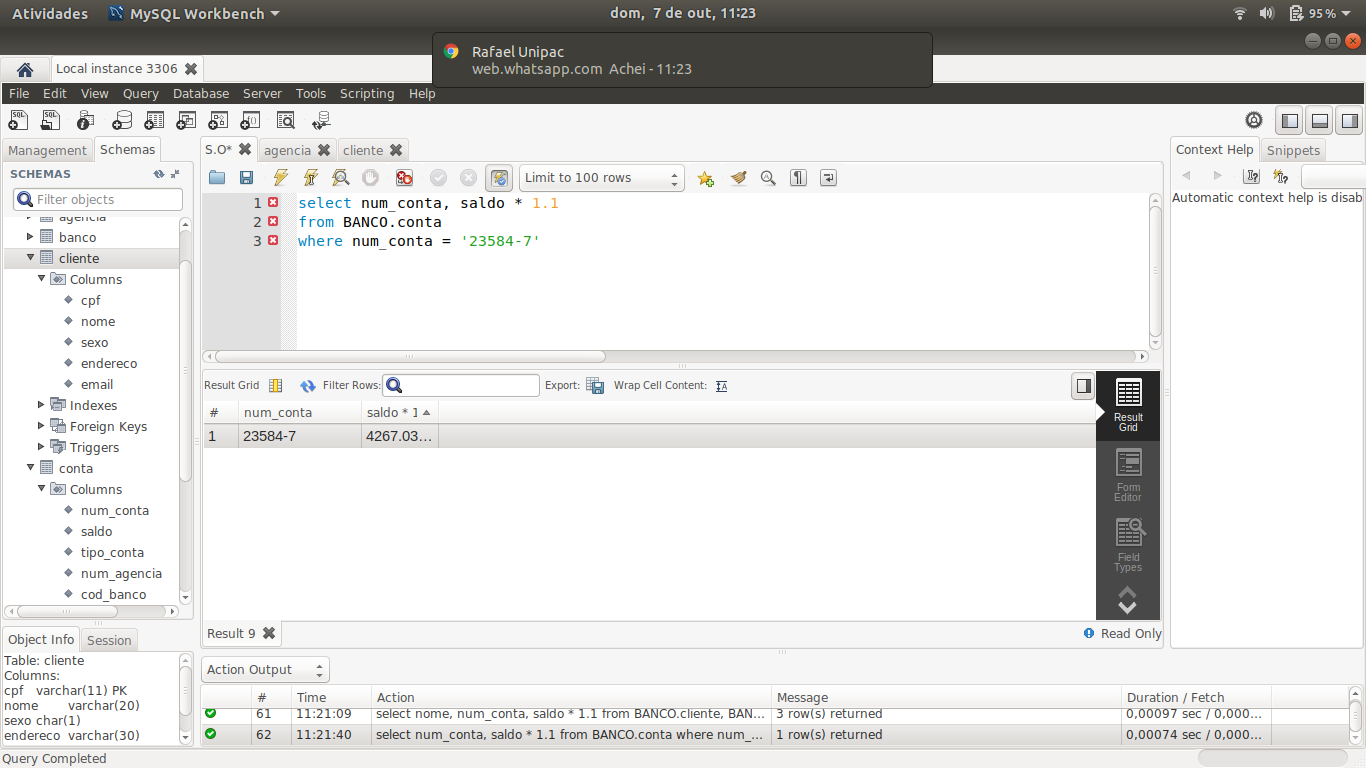 Atividades MySQL Workbench dom, 7 de out, 11:23 95 %
Rafael Unipac
web.whatsapp.com Achei - 11:23
Local instance 3306
File Edit View Query Database Server Tools Scripting Help
Management Schemas S.O* agencia cliente Context Help Snippets
SCHEMAS
Limit to 100 rows
Filter objects
Automatic context help is disab
1 select num_conta, saldo * 1.1
2 from BANCO.conta
3 where num_conta = '23584-7'
agencia
banco
cliente
Columns
cpf
nome
sexo
endereco
email
Indexes
Foreign Keys
Triggers
conta
Columns
num_conta
saldo
tipo_conta
num_agencia
cod_banco
Result Grid Filter Rows: Export: Wrap Cell Content:
# num_conta saldo * 1
1 23584-7 4267.03...
Result
Grid
Form
Editor
Field
Types
Result 9 Read Only
Object Info Session
Table: cliente
Columns:
cpf varchar(11) PK
nome varchar(20)
sexo char(1)
endereco varchar(30)
Action Output
# Time Action Message Duration / Fetch
61 11:21:09 select nome, num_conta, saldo * 1.1 from BANCO.cliente, BAN... 3 row(s) returned 0,00097 sec / 0,000...
62 11:21:40 select num_conta, saldo * 1.1 from BANCO.conta where num_... 1 row(s) returned 0,00074 sec / 0,000...
Query Completed